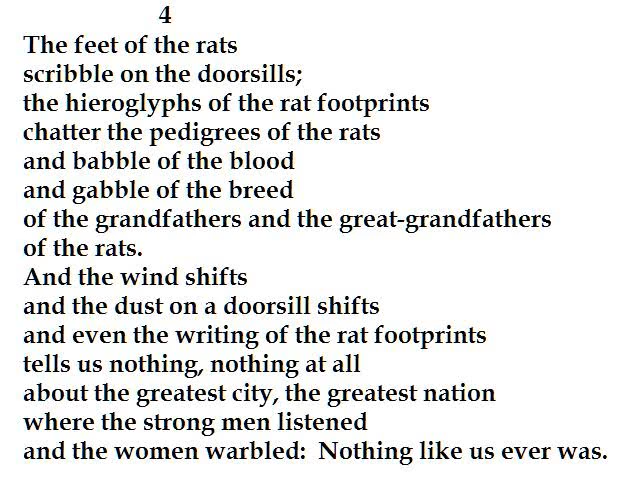 4
The feet of the rats
scribble on the doorsills;
the hieroglyphs of the rat footprints
chatter the pedigrees of the rats
and babble of the blood
and gabble of the breed
of the grandfathers and the great-grandfathers
of the rats.
And the wind shifts
and the dust on a doorsill shifts
and even the writing of the rat footprints
tells us nothing, nothing at all
about the greatest city, the greatest nation
where the strong men listened
and the women warbled:  Nothing like us ever was.